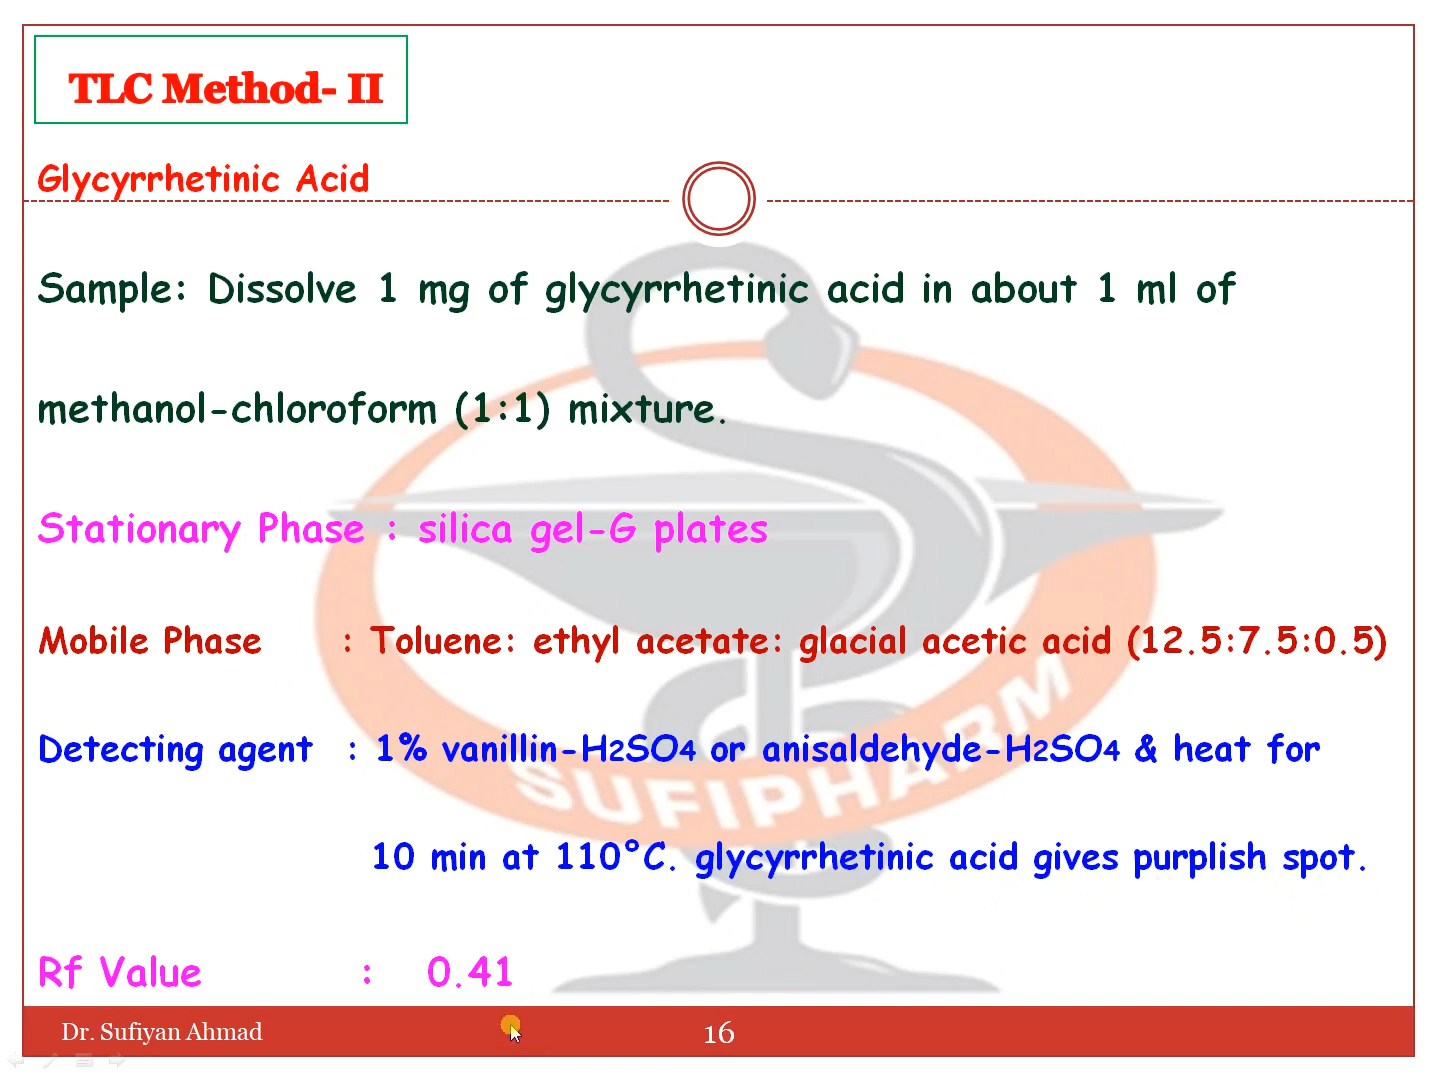 TLC Method- II
Glycyrrhetinic Acid
Sample: Dissolve 1 mg of glycyrrhetinic acid in about 1 ml of
methanol-chloroform (1:1) mixture.
Stationary Phase : silica gel-G plates
Mobile Phase : Toluene: ethyl acetate: glacial acetic acid (12.5:7.5:0.5)
Detecting agent : 1% vanillin-H2SO4 or anisaldehyde-H2SO4 & heat for
10 min at 110°C. glycyrrhetinic acid gives purplish spot.
SUFIPHARM
Rf Value : 0.41
Dr. Sufiyan Ahmad
16